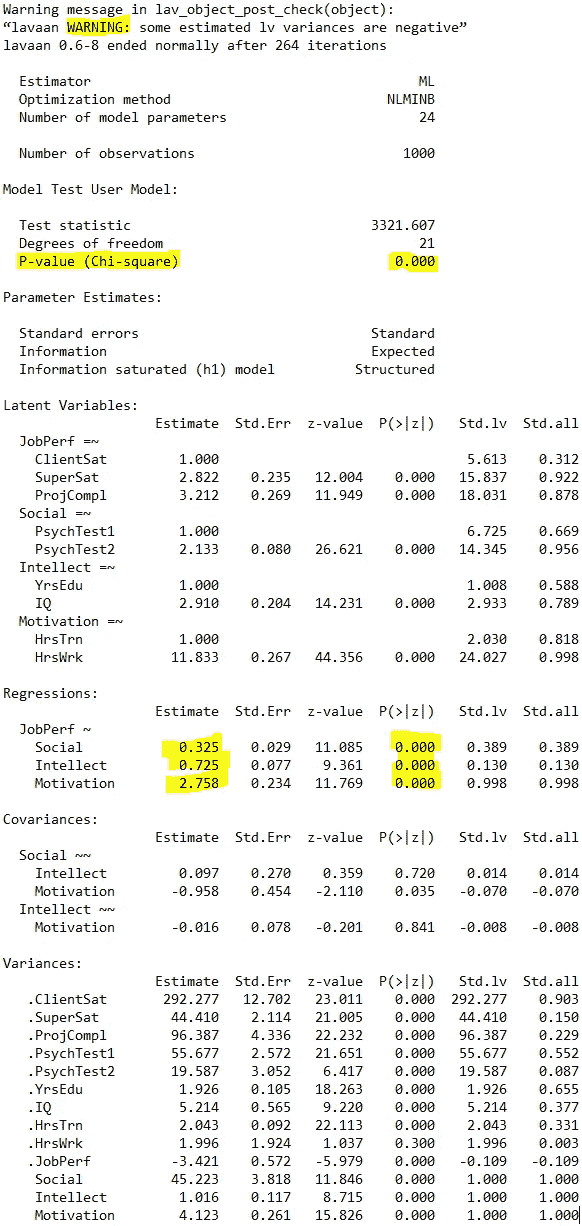 Warning message in lav_object_post_check(object):
“lavaan WARNING: some estimated lv variances are negative”
lavaan 0.6-8 ended normally after 264 iterations
Estimator ML
Optimization method NLMINB
Number of model parameters 24
Number of observations 1000
Model Test User Model:
Test statistic 3321.607
Degrees of freedom 21
P-value (Chi-square) 0.000
Parameter Estimates:
Standard errors Standard
Information Expected
Information saturated (h1) model Structured
Latent Variables:
Estimate Std.Err z-value P(>|z|) Std.lv Std.all
JobPerf =~
ClientSat 1.000 5.613 0.312
SuperSat 2.822 0.235 12.004 0.000 15.837 0.922
ProjCompl 3.212 0.269 11.949 0.000 18.031 0.878
Social =~
PsychTest1 1.000 6.725 0.669
PsychTest2 2.133 0.080 26.621 0.000 14.345 0.956
Intellect =~
YrsEdu 1.000 1.008 0.588
IQ 2.910 0.204 14.231 0.000 2.933 0.789
Motivation =~
HrsTrn 1.000 2.030 0.818
HrsWrk 11.833 0.267 44.356 0.000 24.027 0.998
Regressions:
Estimate Std.Err z-value P(>|z|) Std.lv Std.all
JobPerf ~
Social 0.325 0.029 11.085 0.000 0.389 0.389
Intellect 0.725 0.077 9.361 0.000 0.130 0.130
Motivation 2.758 0.234 11.769 0.000 0.998 0.998
Covariances:
Estimate Std.Err z-value P(>|z|) Std.lv Std.all
Social ~~
Intellect 0.097 0.270 0.359 0.720 0.014 0.014
Motivation -0.958 0.454 -2.110 0.035 -0.070 -0.070
Intellect ~~
Motivation -0.016 0.078 -0.201 0.841 -0.008 -0.008
Variances:
Estimate Std.Err z-value P(>|z|) Std.lv Std.all
.ClientSat 292.277 12.702 23.011 0.000 292.277 0.903
.SuperSat 44.410 2.114 21.005 0.000 44.410 0.150
.ProjCompl 96.387 4.336 22.232 0.000 96.387 0.229
.PsychTest1 55.677 2.572 21.651 0.000 55.677 0.552
.PsychTest2 19.587 3.052 6.417 0.000 19.587 0.087
.YrsEdu 1.926 0.105 18.263 0.000 1.926 0.655
.IQ 5.214 0.565 9.220 0.000 5.214 0.377
.HrsTrn 2.043 0.092 22.113 0.000 2.043 0.331
.HrsWrk 1.996 1.924 1.037 0.300 1.996 0.003
.JobPerf -3.421 0.572 -5.979 0.000 -0.109 -0.109
Social 45.223 3.818 11.846 0.000 1.000 1.000
Intellect 1.016 0.117 8.715 0.000 1.000 1.000
Motivation 4.123 0.261 15.826 0.000 1.000 1.000